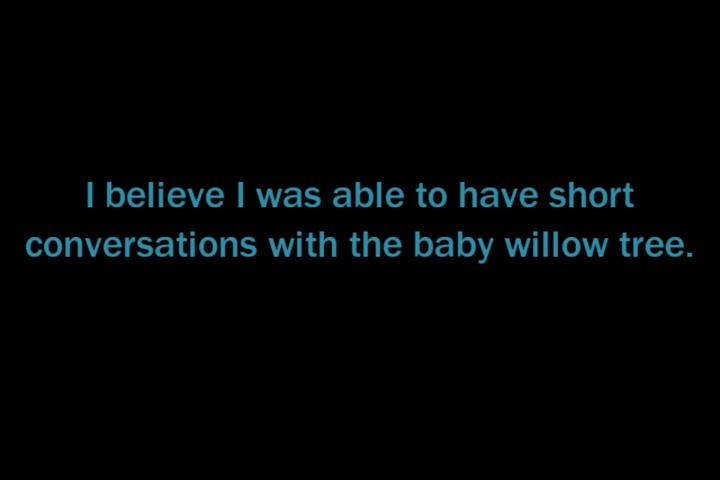 I believe I was able to have short
conversations with the baby willow tree.